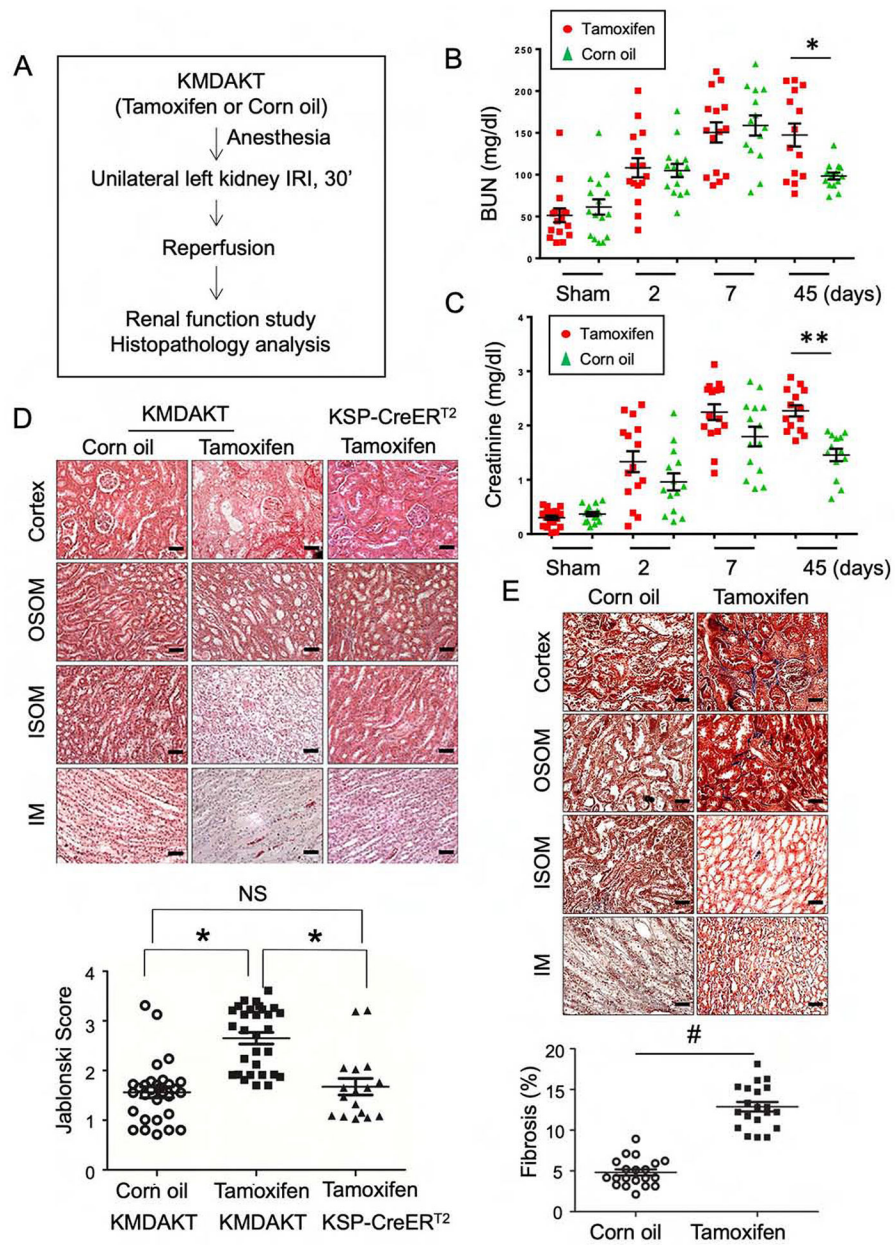 A
KMDAKT
(Tamoxifen or Corn oil)
Anesthesia
Unilateral left kidney IRI, 30’
Reperfusion
Renal function study
Histopathology analysis
B
Tamoxifen
Corn oil
*
BUN (mg/dl)
250
200
150
100
50
0
Sham 2 7 45 (days)
C
Tamoxifen
Corn oil
**
Creatinine (mg/dl)
4
3
2
1
0
Sham 2 7 45 (days)
D
KMDAKT KSP-CreERT2
Corn oil Tamoxifen Tamoxifen
Cortex
OSOM
ISOM
IM
NS
* *
Jablonski Score
4
3
2
1
0
Corn oil Tamoxifen Tamoxifen
KMDAKT KMDAKT KSP-CreERT2
E
Corn oil Tamoxifen
Cortex
OSOM
ISOM
IM
#
Fibrosis (%)
20
15
10
5
0
Corn oil Tamoxifen